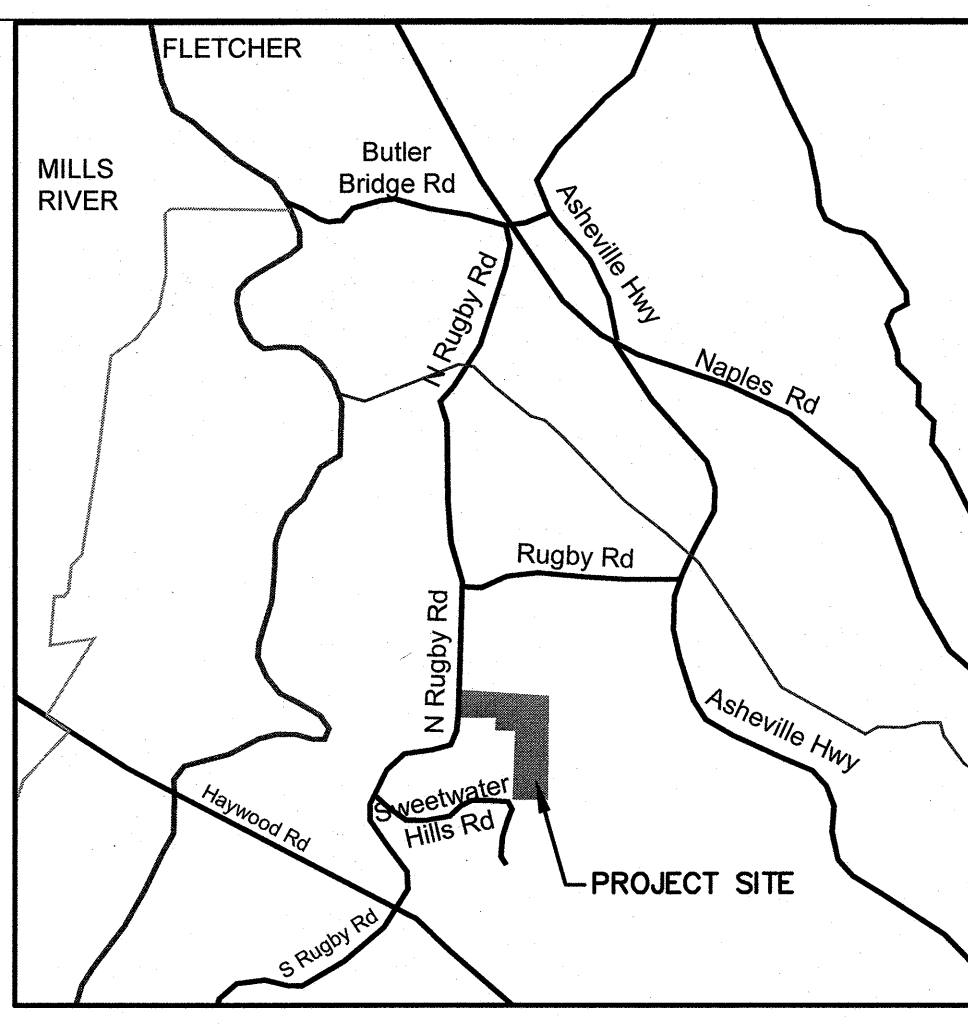 FLETCHER
MILLS
RIVER
Butler
Bridge Rd
Asheville Hwy
N Rugby Rd
Naples Rd
Rugby Rd
N Rugby Rd
Asheville Hwy
Sweetwater
Hills Rd
Haywood Rd
PROJECT SITE
S Rugby Rd